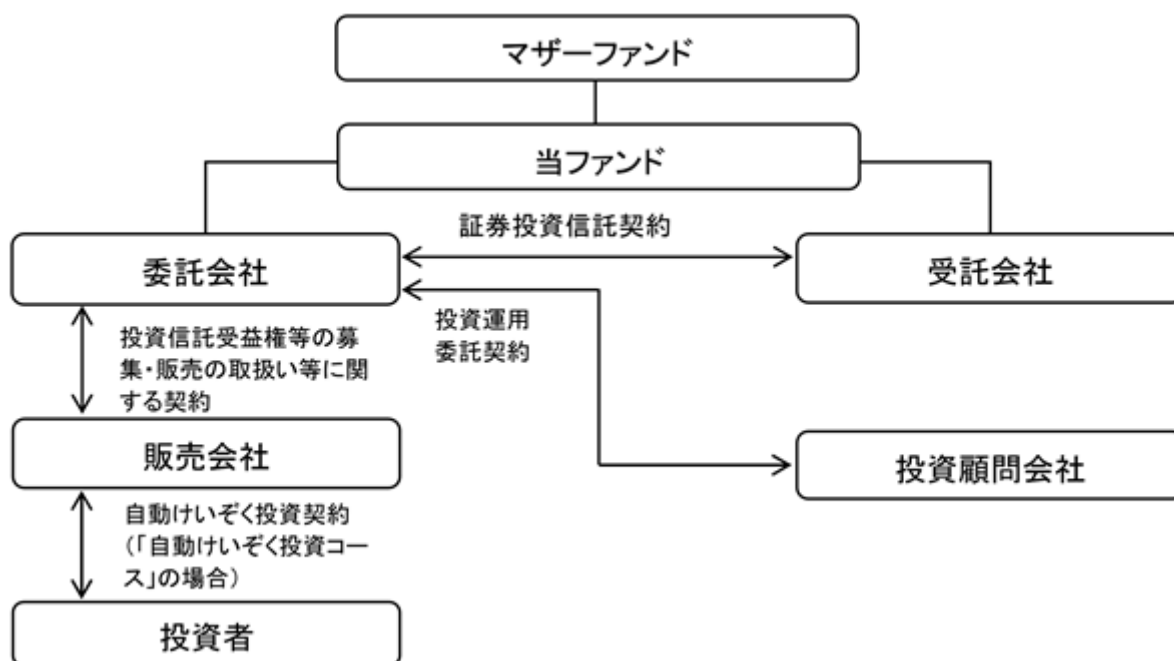 マザーファンド
当ファンド
証券投資信託契約
委託会社
受託会社
投資運用
委託契約
投資信託受益権等の募
集・販売の取扱い等に関
する契約
販売会社
投資顧問会社
自動けいぞく投資契約
(「自動けいぞく投資コー
ス」の場合)
投資者